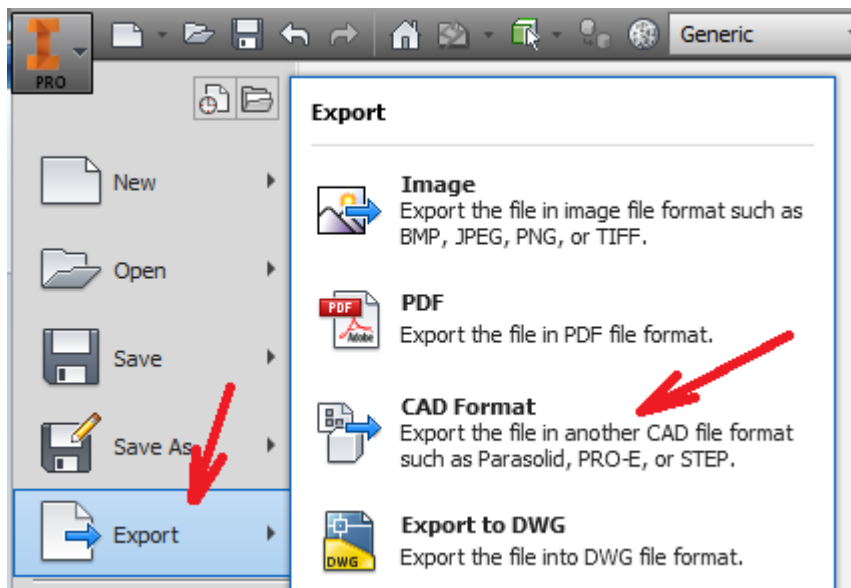 Generic
PRO
Export
New
Open
Save
Save As
Export
Image
Export the file in image file format such as
BMP, JPEG, PNG, or TIFF.
PDF
PDF
Adobe
Export the file in PDF file format.
CAD Format
Export the file in another CAD file format
such as Parasolid, PRO-E, or STEP.
DWG
Export to DWG
Export the file into DWG file format.